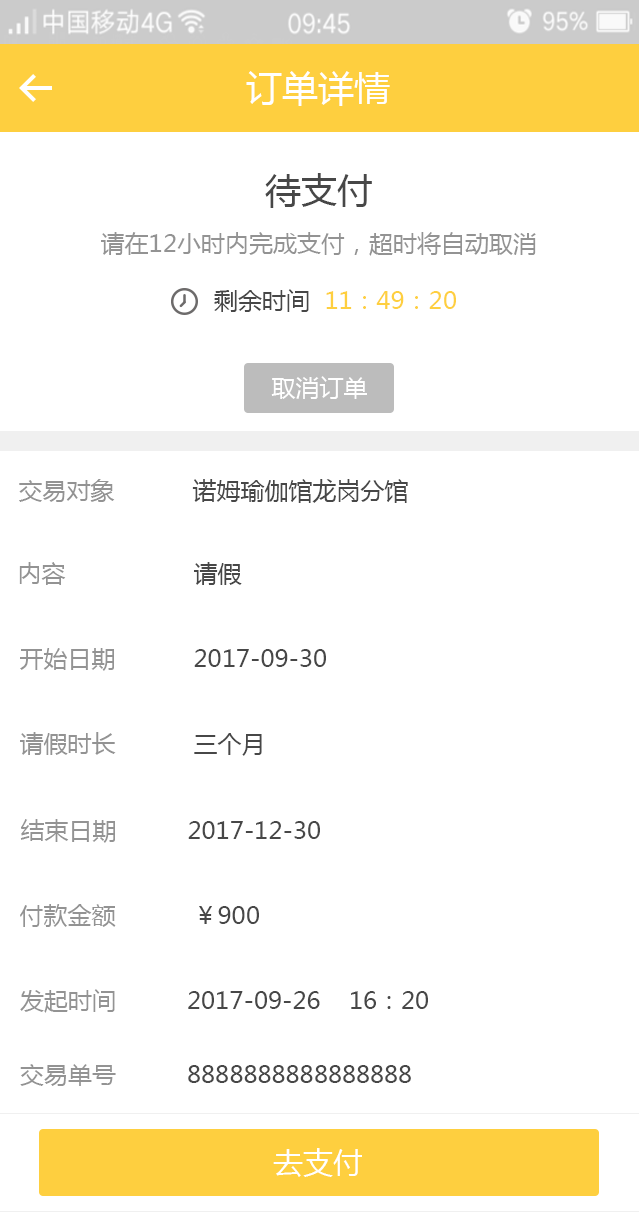 中国移动4G 09:45 95%
订单详情
待支付
请在12小时内完成支付，超时将自动取消
剩余时间 11：49：20
取消订单
交易对象 诺姆瑜伽馆龙岗分馆
内容 请假
开始日期 2017-09-30
请假时长 三个月
结束日期 2017-12-30
付款金额 ￥900
发起时间 2017-09-26 16：20
交易单号 8888888888888888
去支付